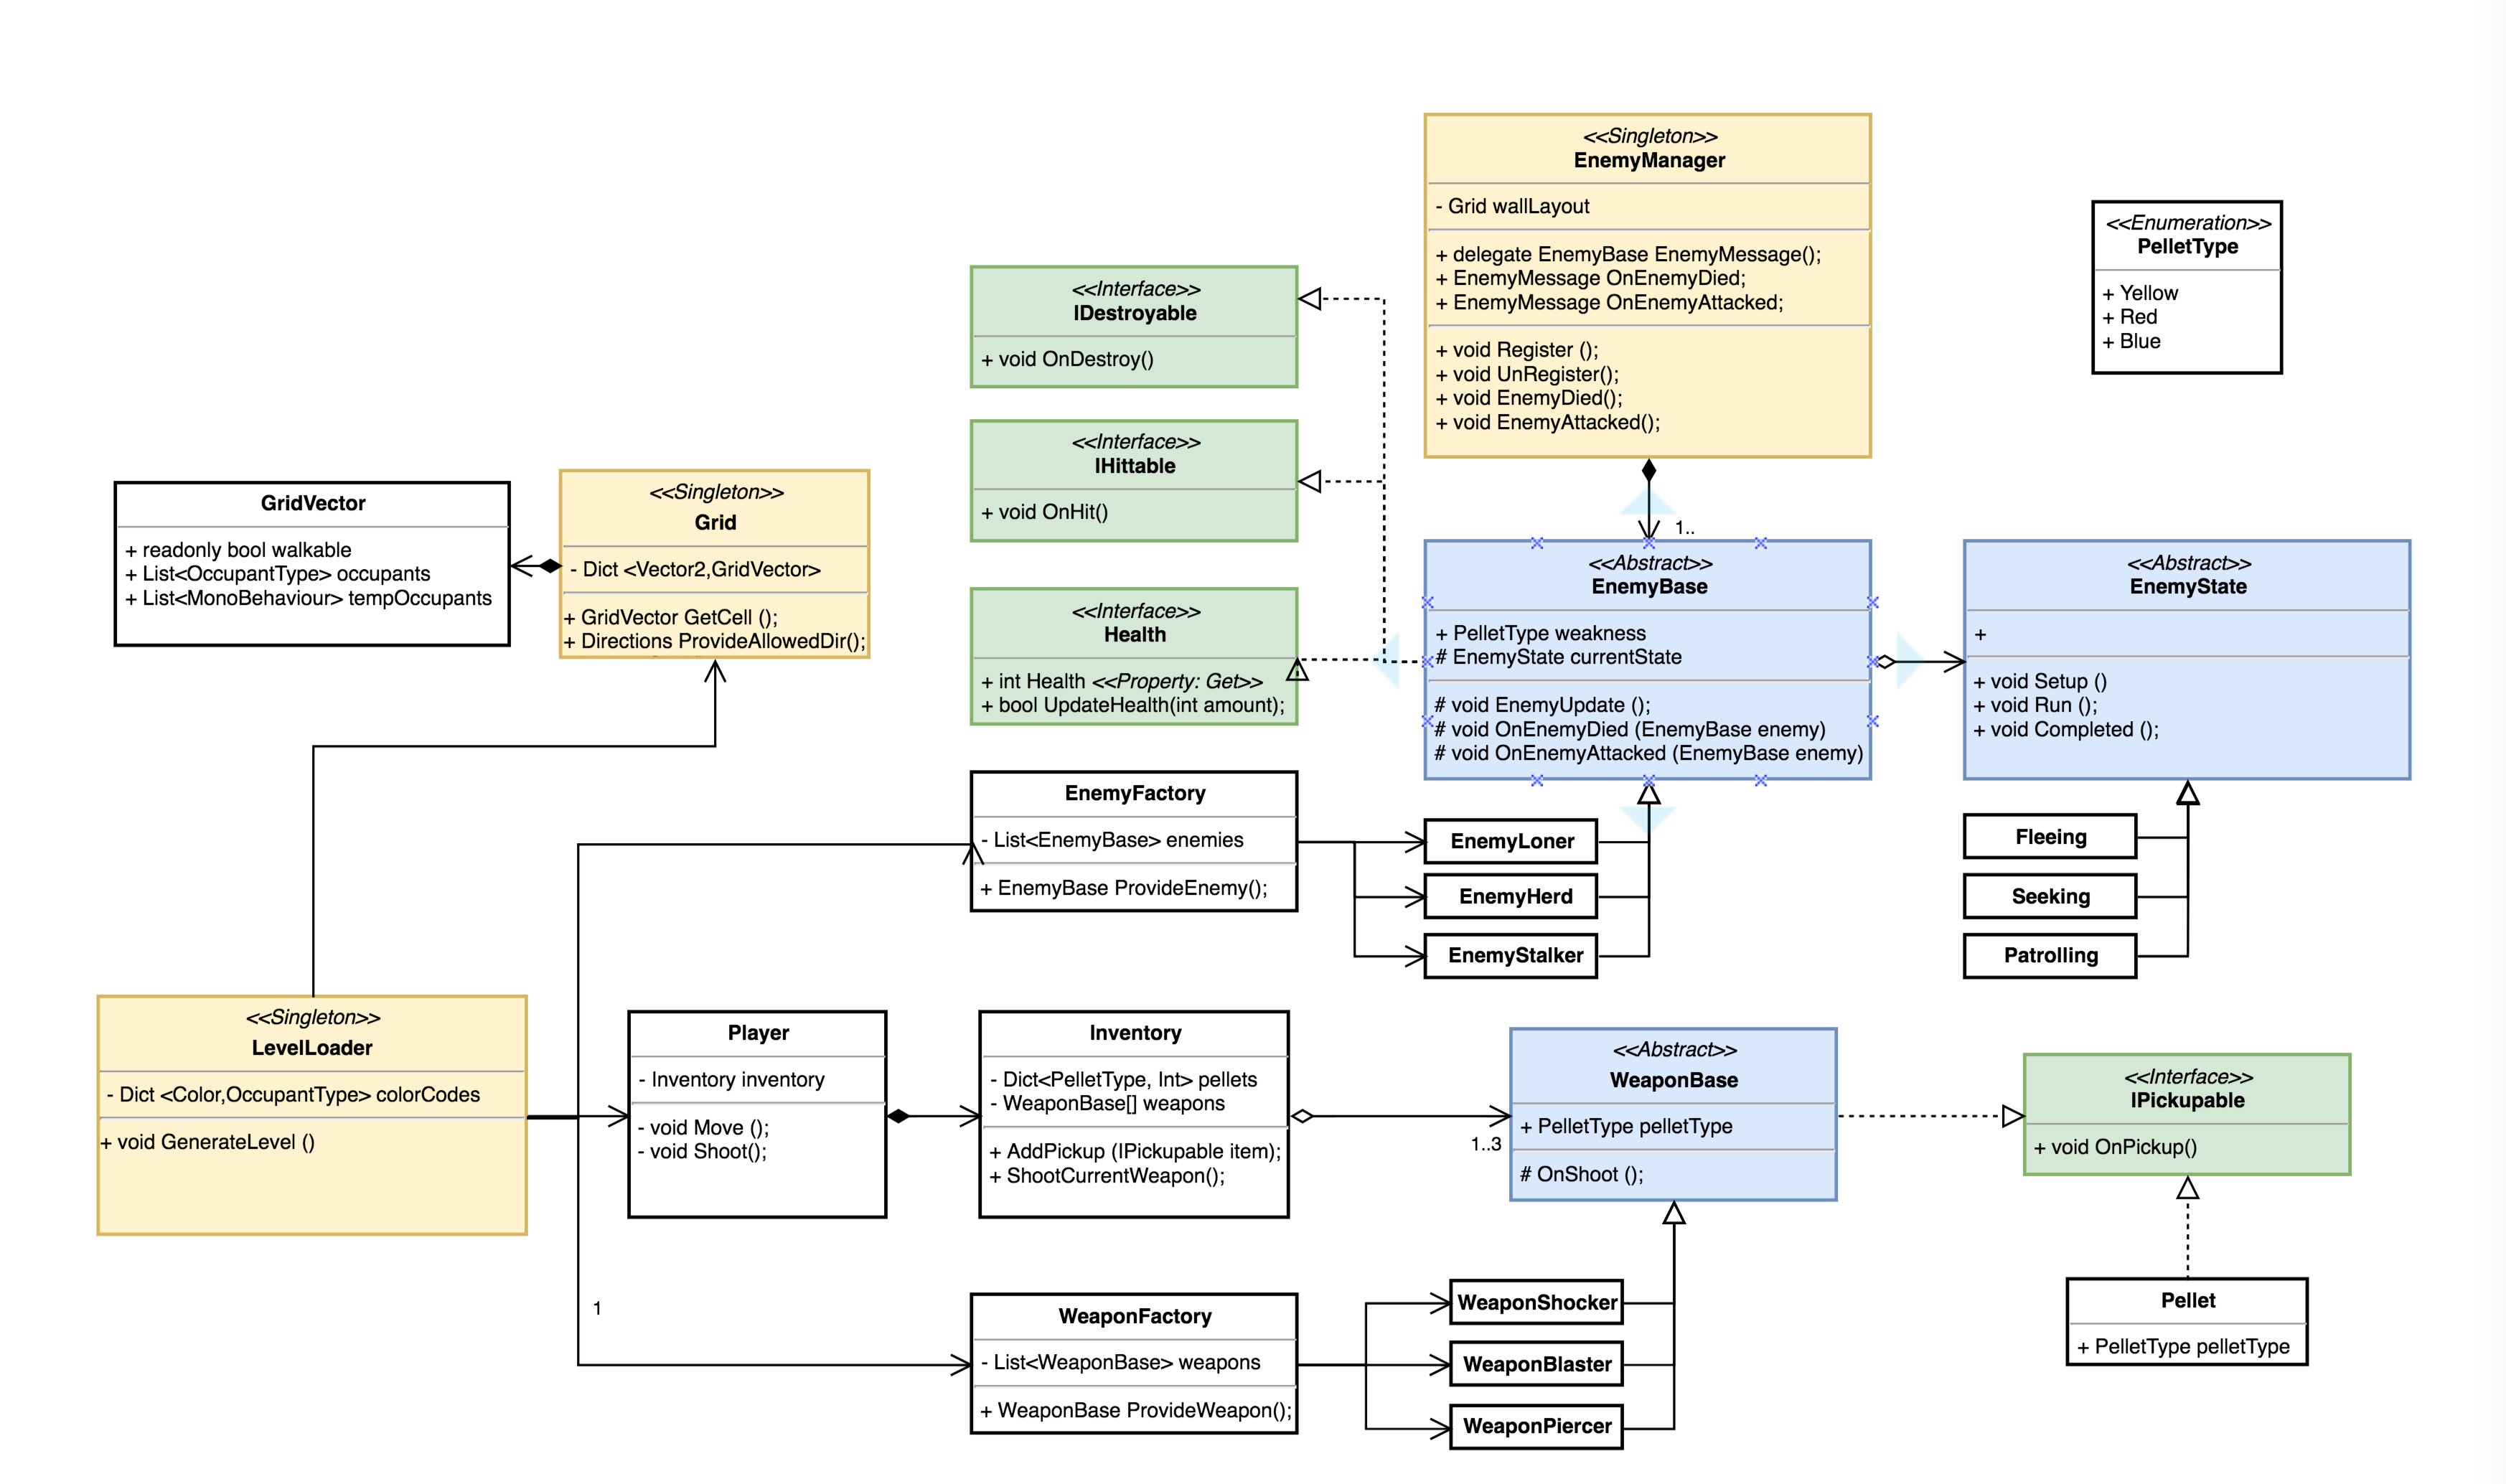 <<Singleton>>
EnemyManager
- Grid wallLayout
+ delegate EnemyBase EnemyMessage();
+ EnemyMessage OnEnemyDied;
+ EnemyMessage OnEnemyAttacked;
+ void Register ();
+ void UnRegister();
+ void EnemyDied();
+ void EnemyAttacked();
<<Enumeration>>
PelletType
+ Yellow
+ Red
+ Blue
<<Interface>>
IDestroyable
+ void OnDestroy()
<<Interface>>
IHittable
+ void OnHit()
<<Interface>>
Health
+ int Health <<Property: Get>>
+ bool UpdateHealth(int amount);
GridVector
+ readonly bool walkable
+ List<OccupantType> occupants
+ List<MonoBehaviour> tempOccupants
<<Singleton>>
Grid
- Dict <Vector2,GridVector>
+ GridVector GetCell ();
+ Directions ProvideAllowedDir();
1..
<<Abstract>>
EnemyBase
+ PelletType weakness
# EnemyState currentState
# void EnemyUpdate ();
# void OnEnemyDied (EnemyBase enemy)
# void OnEnemyAttacked (EnemyBase enemy)
<<Abstract>>
EnemyState
+
+ void Setup ()
+ void Run ();
+ void Completed ();
EnemyFactory
- List<EnemyBase> enemies
+ EnemyBase ProvideEnemy();
EnemyLoner
EnemyHerd
EnemyStalker
Fleeing
Seeking
Patrolling
<<Singleton>>
LevelLoader
- Dict <Color,OccupantType> colorCodes
+ void GenerateLevel ()
Player
- Inventory inventory
- void Move ();
- void Shoot();
Inventory
- Dict<PelletType, Int> pellets
- WeaponBase[] weapons
+ AddPickup (IPickupable item);
+ ShootCurrentWeapon();
1..3
<<Abstract>>
WeaponBase
+ PelletType pelletType
# OnShoot ();
<<Interface>>
IPickupable
+ void OnPickup()
1
WeaponFactory
- List<WeaponBase> weapons
+ WeaponBase ProvideWeapon();
WeaponShocker
WeaponBlaster
WeaponPiercer
Pellet
+ PelletType pelletType